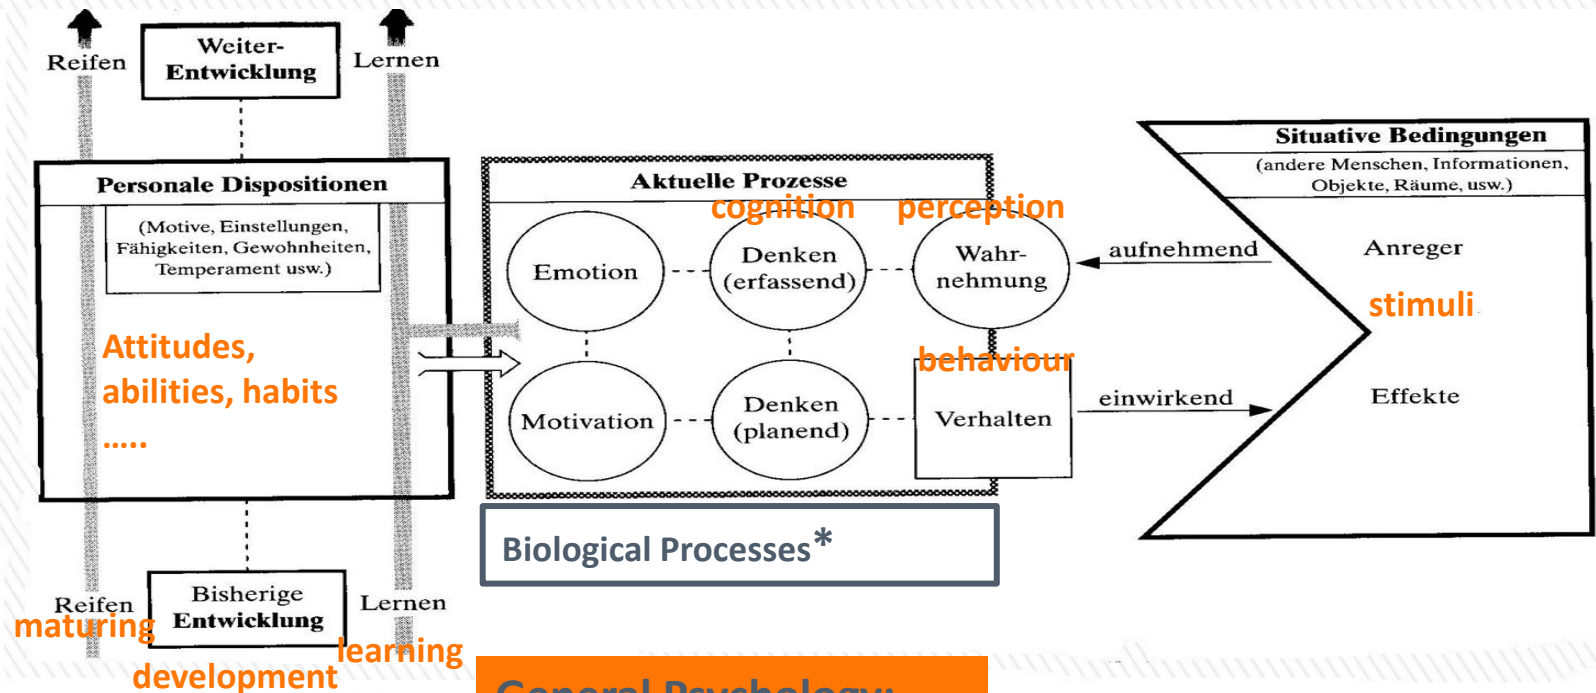 Reifen
Weiter-
Entwicklung
Lernen
Personale Dispositionen
(Motive, Einstellungen,
Fähigkeiten, Gewohnheiten,
Temperament usw.)
Attitudes,
abilities, habits
.....
Bisherige
Entwicklung
Reifen
Lernen
maturing
learning
development
Aktuelle Prozesse
cognition
perception
Emotion
Denken
(erfassend)
Wahr-
nehmung
behaviour
Motivation
Denken
(planend)
Verhalten
Biological Processes*
General Psychology:
aufnehmend
einwirkend
Situative Bedingungen
(andere Menschen, Informationen,
Objekte, Räume, usw.)
Anreger
stimuli
Effekte